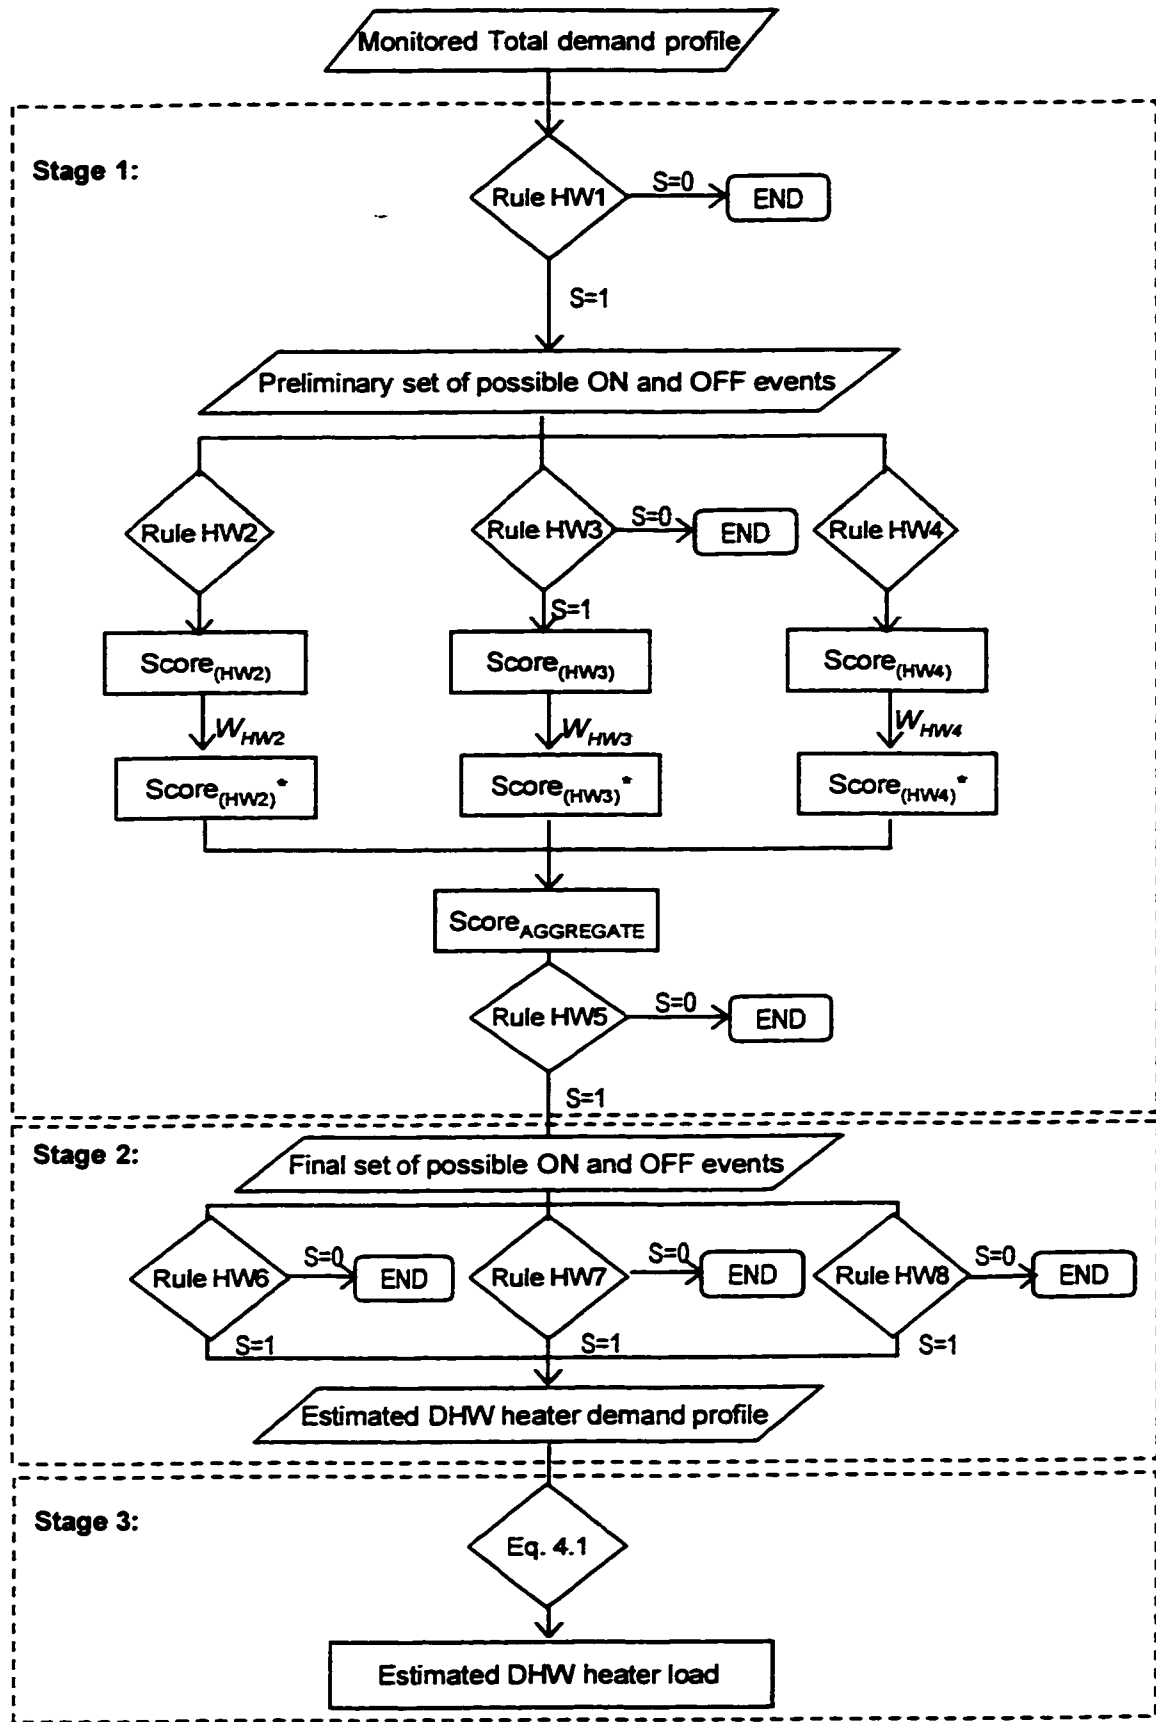 Monitored Total demand profile
Stage 1:
Rule HW1
S=0
END
S=1
Preliminary set of possible ON and OFF events
Rule HW2
Rule HW3
S=0
END
Rule HW4
S=1
Score(HW2)
Score(HW3)
Score(HW4)
WHW2
WHW3
WHW4
Score(HW2)*
Score(HW3)*
Score(HW4)*
ScoreAGGREGATE
Rule HW5
S=0
END
S=1
Stage 2:
Final set of possible ON and OFF events
Rule HW6
S=0
END
Rule HW7
S=0
END
Rule HW8
S=0
END
S=1
S=1
S=1
Estimated DHW heater demand profile
Stage 3:
Eq. 4.1
Estimated DHW heater load